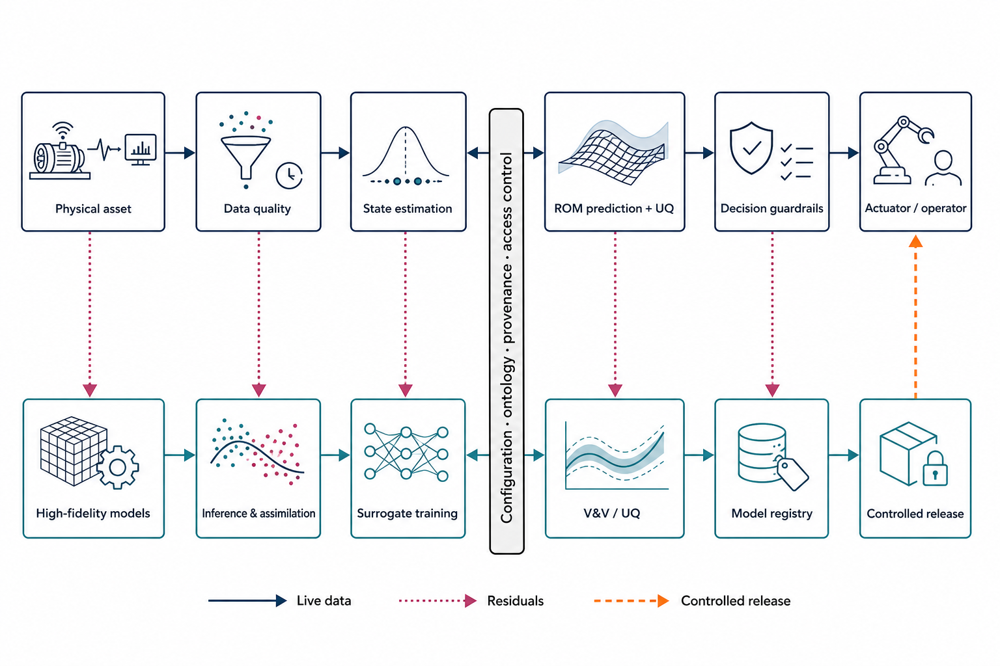 Physical asset
Data quality
State estimation
Configuration · ontology · provenance · access control
ROM prediction + UQ
Decision guardrails
Actuator / operator
High-fidelity models
Inference & assimilation
Surrogate training
V&V / UQ
Model registry
Controlled release
Live data
Residuals
Controlled release